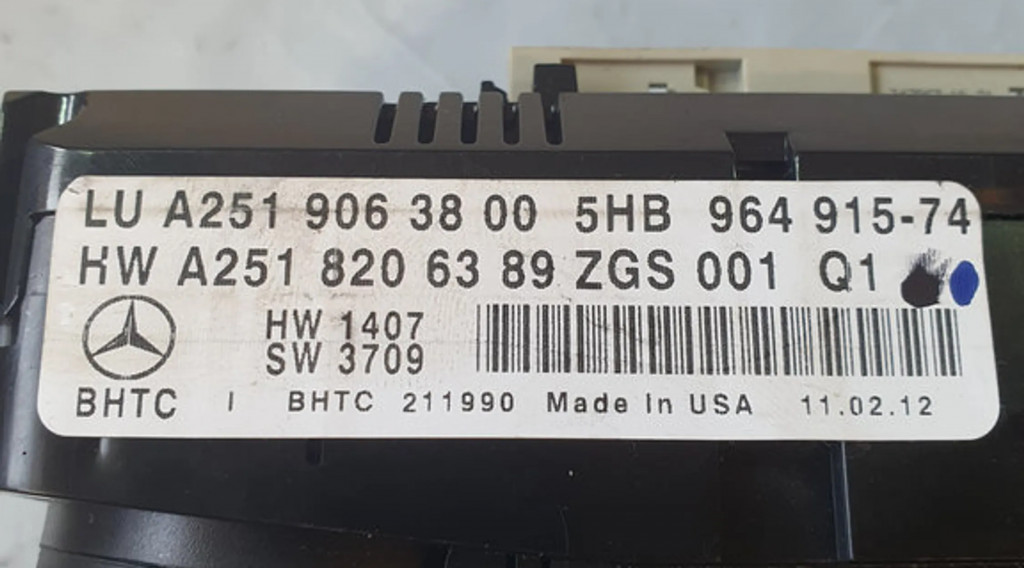 LU A251 906 38 00 5HB 964 915-74
HW A251 820 63 89 ZGS 001 Q1
HW 1407
SW 3709
BHTC I BHTC 211990 Made In USA 11.02.12